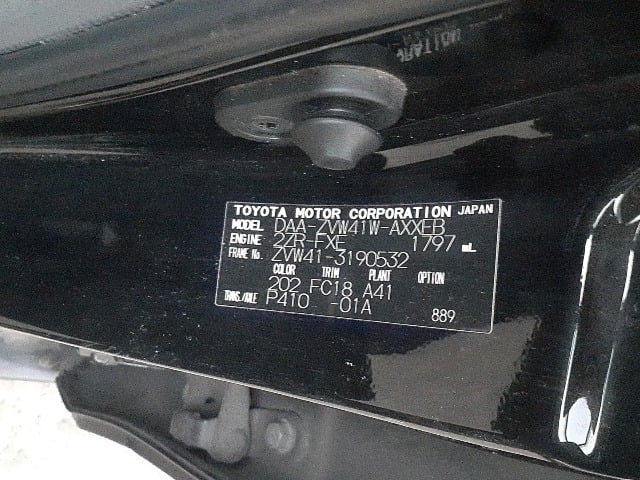 TOYOTA MOTOR CORPORATION JAPAN
MODEL DAA-ZVW41W-AXXEB
ENGINE 2ZR-FXE 1797 mL
FRAME No. ZVW41-3190532
COLOR TRIM PLANT OPTION
202 FC18 A41
TRANS./AXLE P410 -01A
889